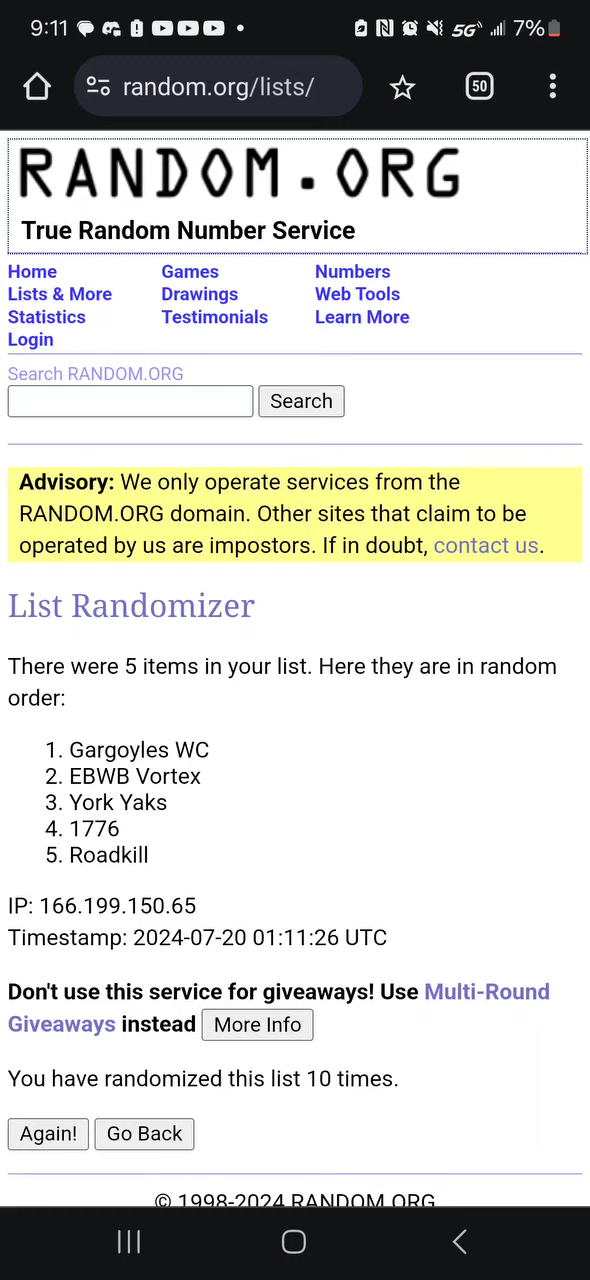 9:11
5G
7%
random.org/lists/
50
RANDOM.ORG
True Random Number Service
Home Games Numbers
Lists & More Drawings Web Tools
Statistics Testimonials Learn More
Login
Search RANDOM.ORG
Search
Advisory: We only operate services from the
RANDOM.ORG domain. Other sites that claim to be
operated by us are impostors. If in doubt, contact us.
List Randomizer
There were 5 items in your list. Here they are in random
order:
1. Gargoyles WC
2. EBWB Vortex
3. York Yaks
4. 1776
5. Roadkill
IP: 166.199.150.65
Timestamp: 2024-07-20 01:11:26 UTC
Don't use this service for giveaways! Use Multi-Round
Giveaways instead More Info
You have randomized this list 10 times.
Again! Go Back
© 1998-2024 RANDOM.ORG